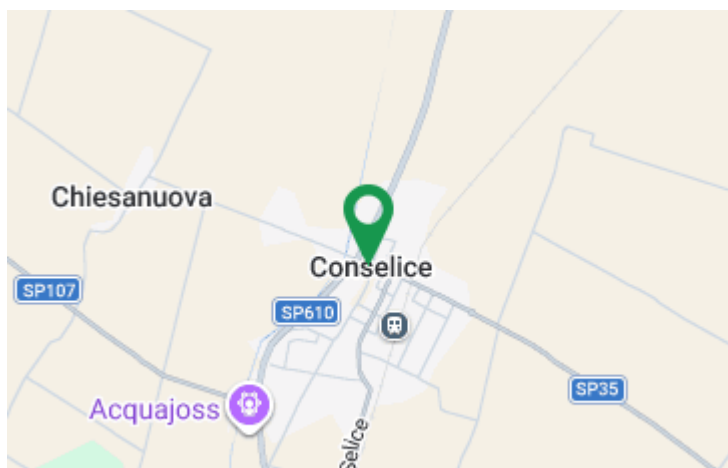 Chiesanuova
Conselice
SP107
SP610
SP35
Acquajoss
Selice